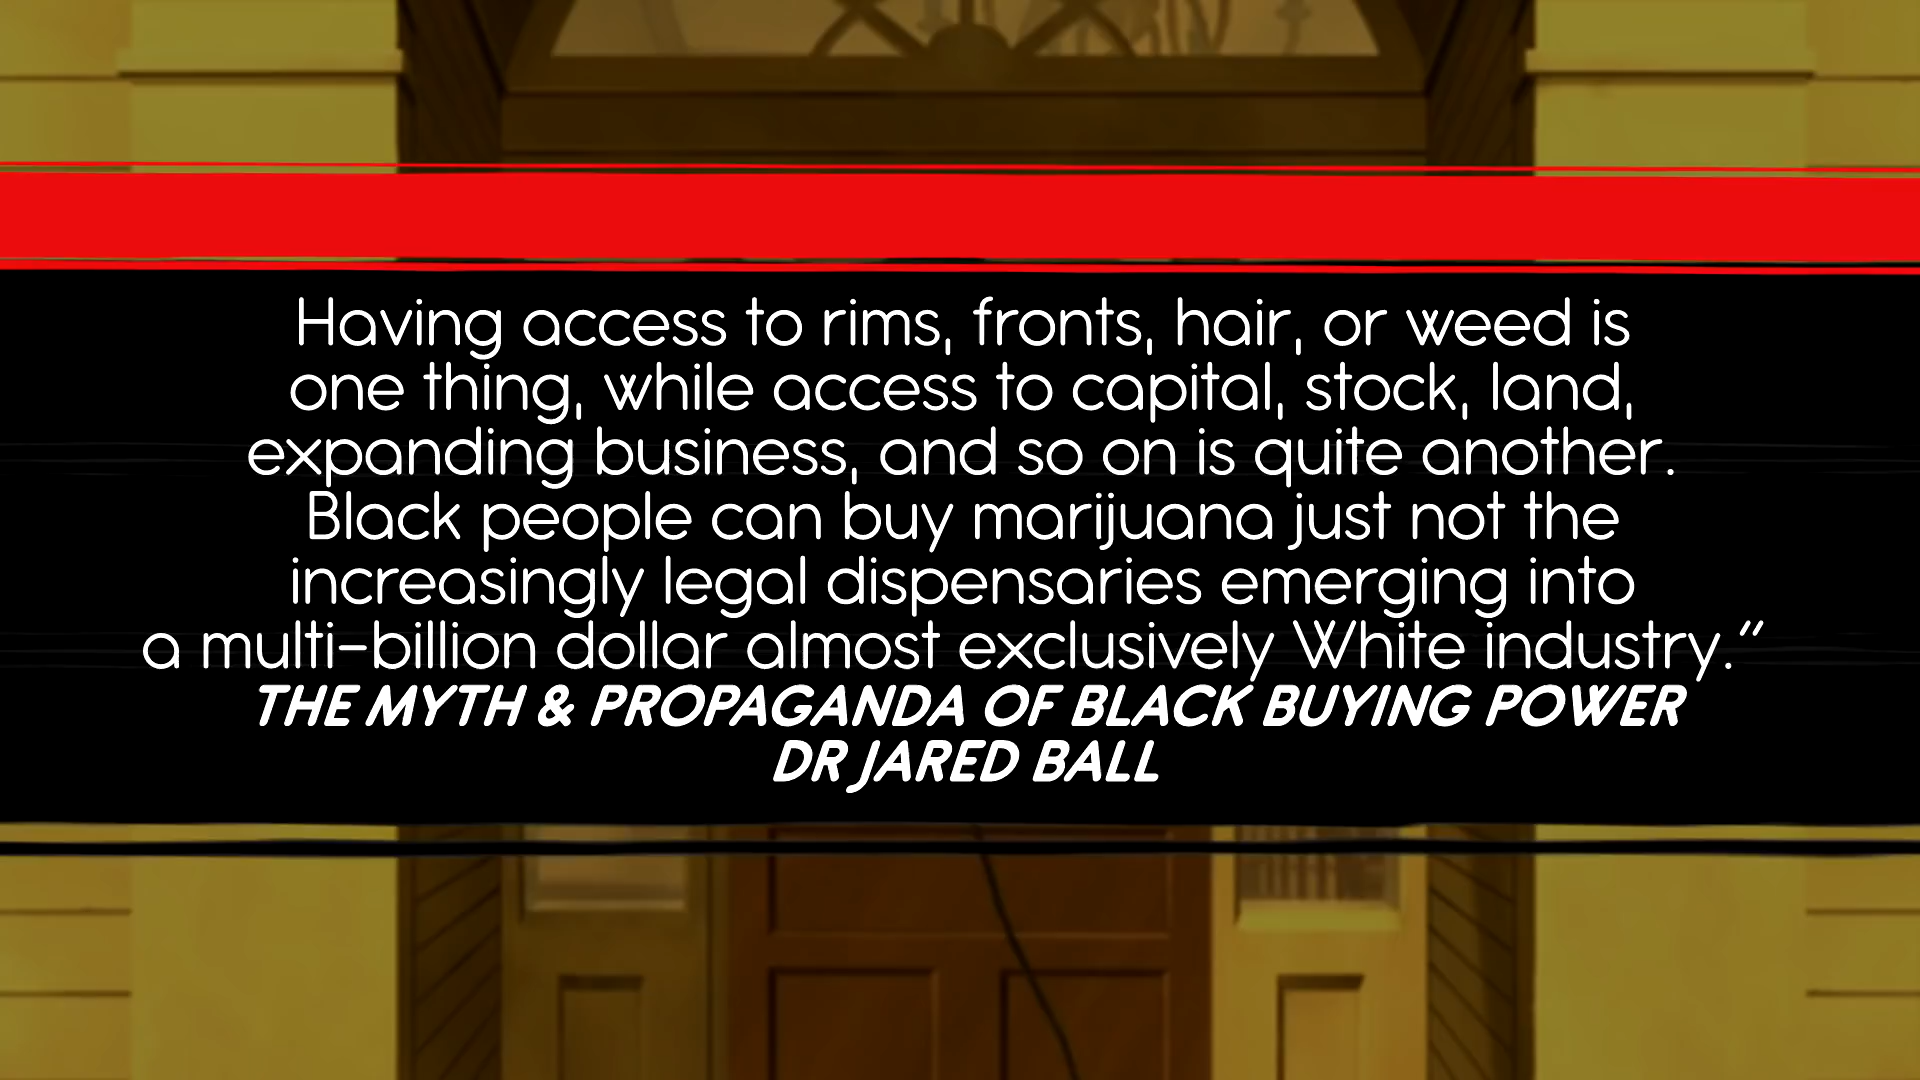 Having access to rims, fronts, hair, or weed is
one thing, while access to capital, stock, land,
expanding business, and so on is quite another.
Black people can buy marijuana just not the
increasingly legal dispensaries emerging into
a multi-billion dollar almost exclusively White industry.”
THE MYTH & PROPAGANDA OF BLACK BUYING POWER
DR JARED BALL